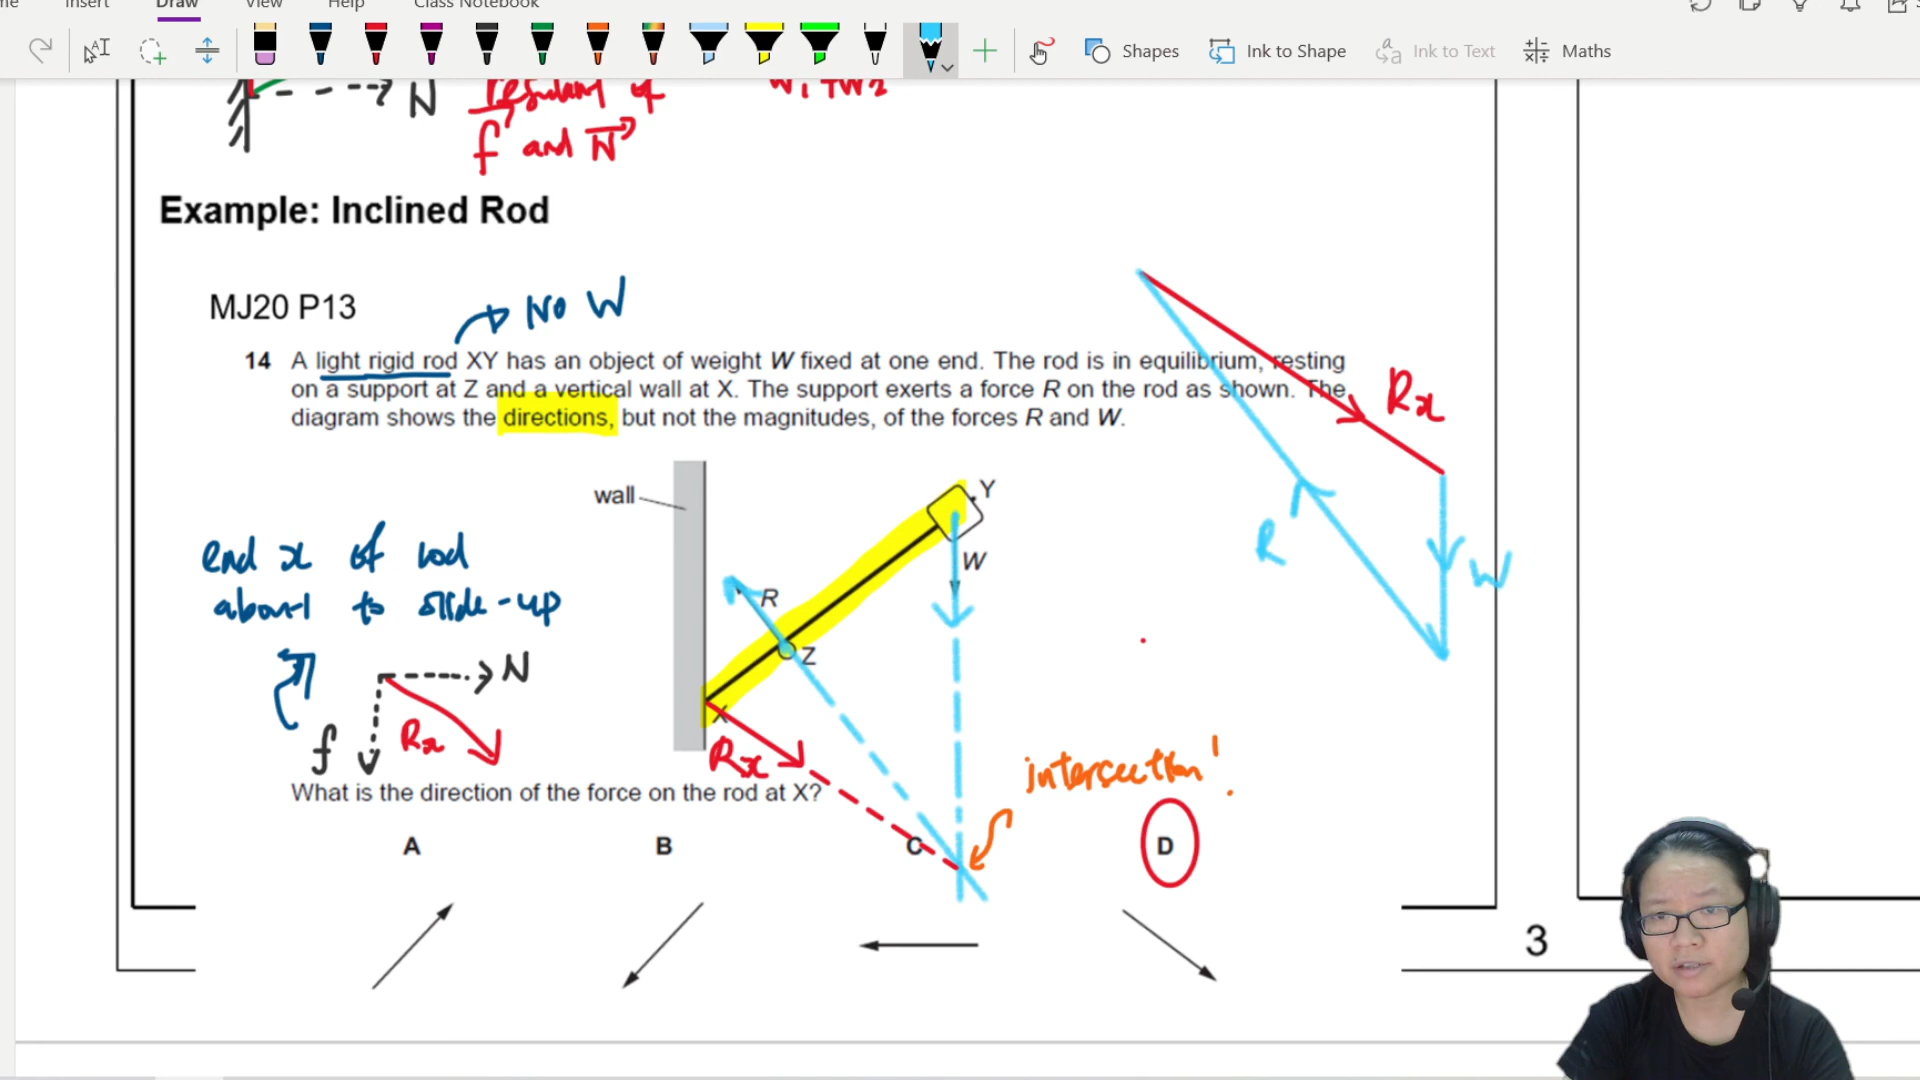 Insert Draw View Help Class Notebook
Shapes Ink to Shape Ink to Text Maths
N resultant of W1+W2
f and N
Example: Inclined Rod
MJ20 P13
No W
14 A light rigid rod XY has an object of weight W fixed at one end. The rod is in equilibrium, resting
on a support at Z and a vertical wall at X. The support exerts a force R on the rod as shown. The
diagram shows the directions, but not the magnitudes, of the forces R and W.
Rx
wall
Y
W
R
Z
X
Rx
R
W
end x of rod
about to slide-up
N
f
Rx
intersection!
What is the direction of the force on the rod at X?
A B C D
3